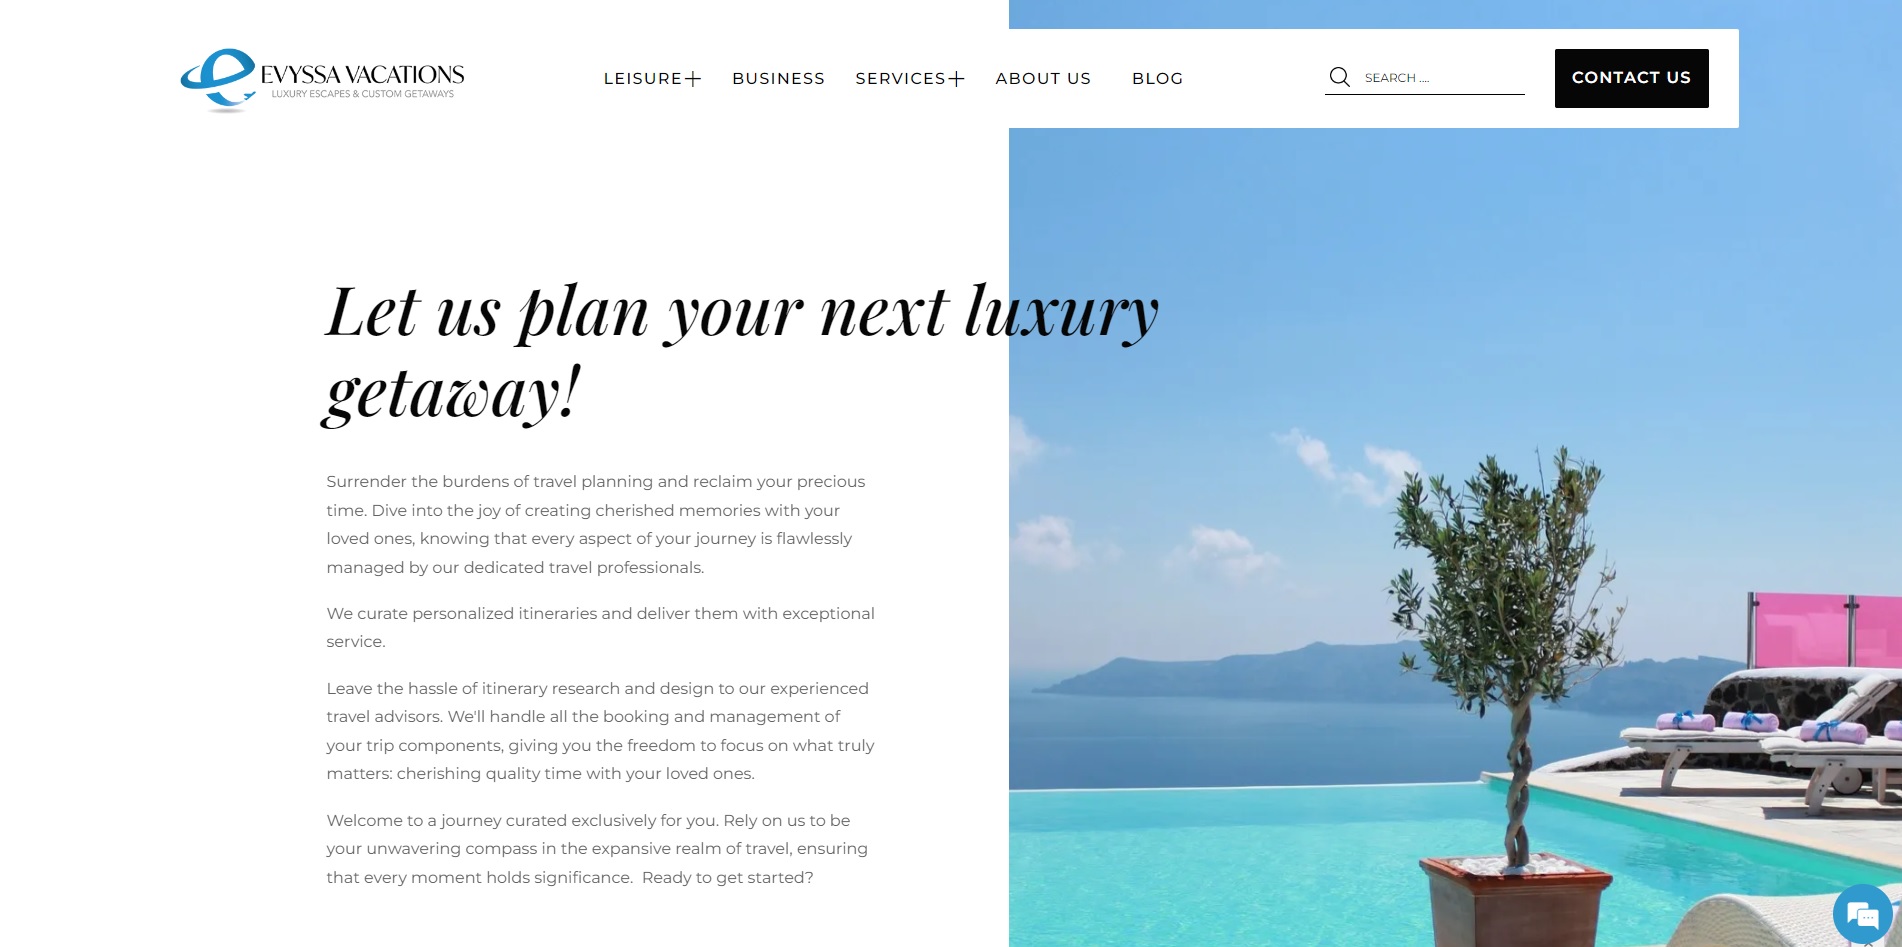 EVYSSA VACATIONS
LUXURY ESCAPES & CUSTOM GETAWAYS
LEISURE
BUSINESS
SERVICES
ABOUT US
BLOG
SEARCH ....
CONTACT US
Let us plan your next luxury
getaway!
Surrender the burdens of travel planning and reclaim your precious
time. Dive into the joy of creating cherished memories with your
loved ones, knowing that every aspect of your journey is flawlessly
managed by our dedicated travel professionals.
We curate personalized itineraries and deliver them with exceptional
service.
Leave the hassle of itinerary research and design to our experienced
travel advisors. We'll handle all the booking and management of
your trip components, giving you the freedom to focus on what truly
matters: cherishing quality time with your loved ones.
Welcome to a journey curated exclusively for you. Rely on us to be
your unwavering compass in the expansive realm of travel, ensuring
that every moment holds significance.  Ready to get started?